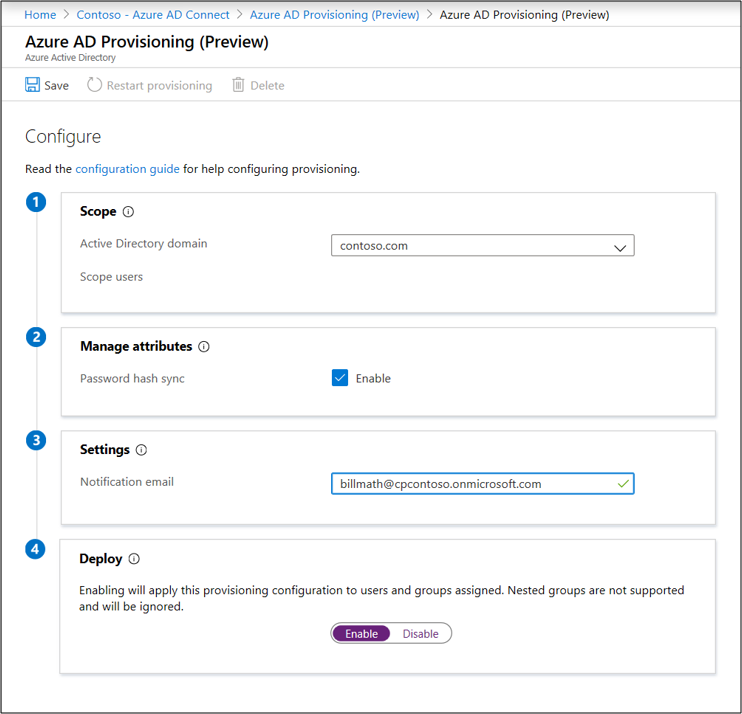 Home > Contoso - Azure AD Connect > Azure AD Provisioning (Preview) > Azure AD Provisioning (Preview)
Azure AD Provisioning (Preview)
Azure Active Directory
Save Restart provisioning Delete
Configure
Read the configuration guide for help configuring provisioning.
1
Scope
Active Directory domain contoso.com
Scope users
2
Manage attributes
Password hash sync Enable
3
Settings
Notification email billmath@cpcontoso.onmicrosoft.com
4
Deploy
Enabling will apply this provisioning configuration to users and groups assigned. Nested groups are not supported
and will be ignored.
Enable Disable